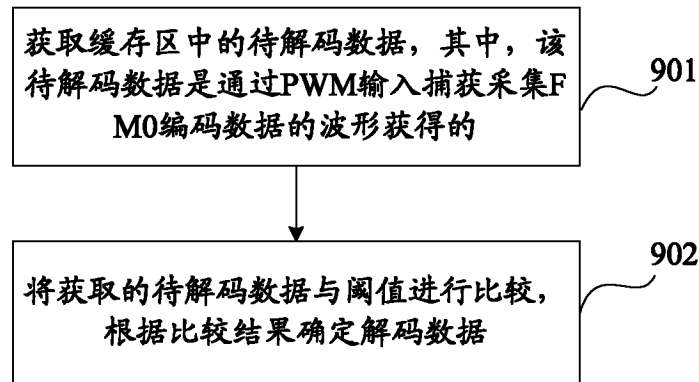 获取缓存区中的待解码数据，其中，该
待解码数据是通过PWM输入捕获采集F
M0编码数据的波形获得的
901
将获取的待解码数据与阈值进行比较，
根据比较结果确定解码数据
902